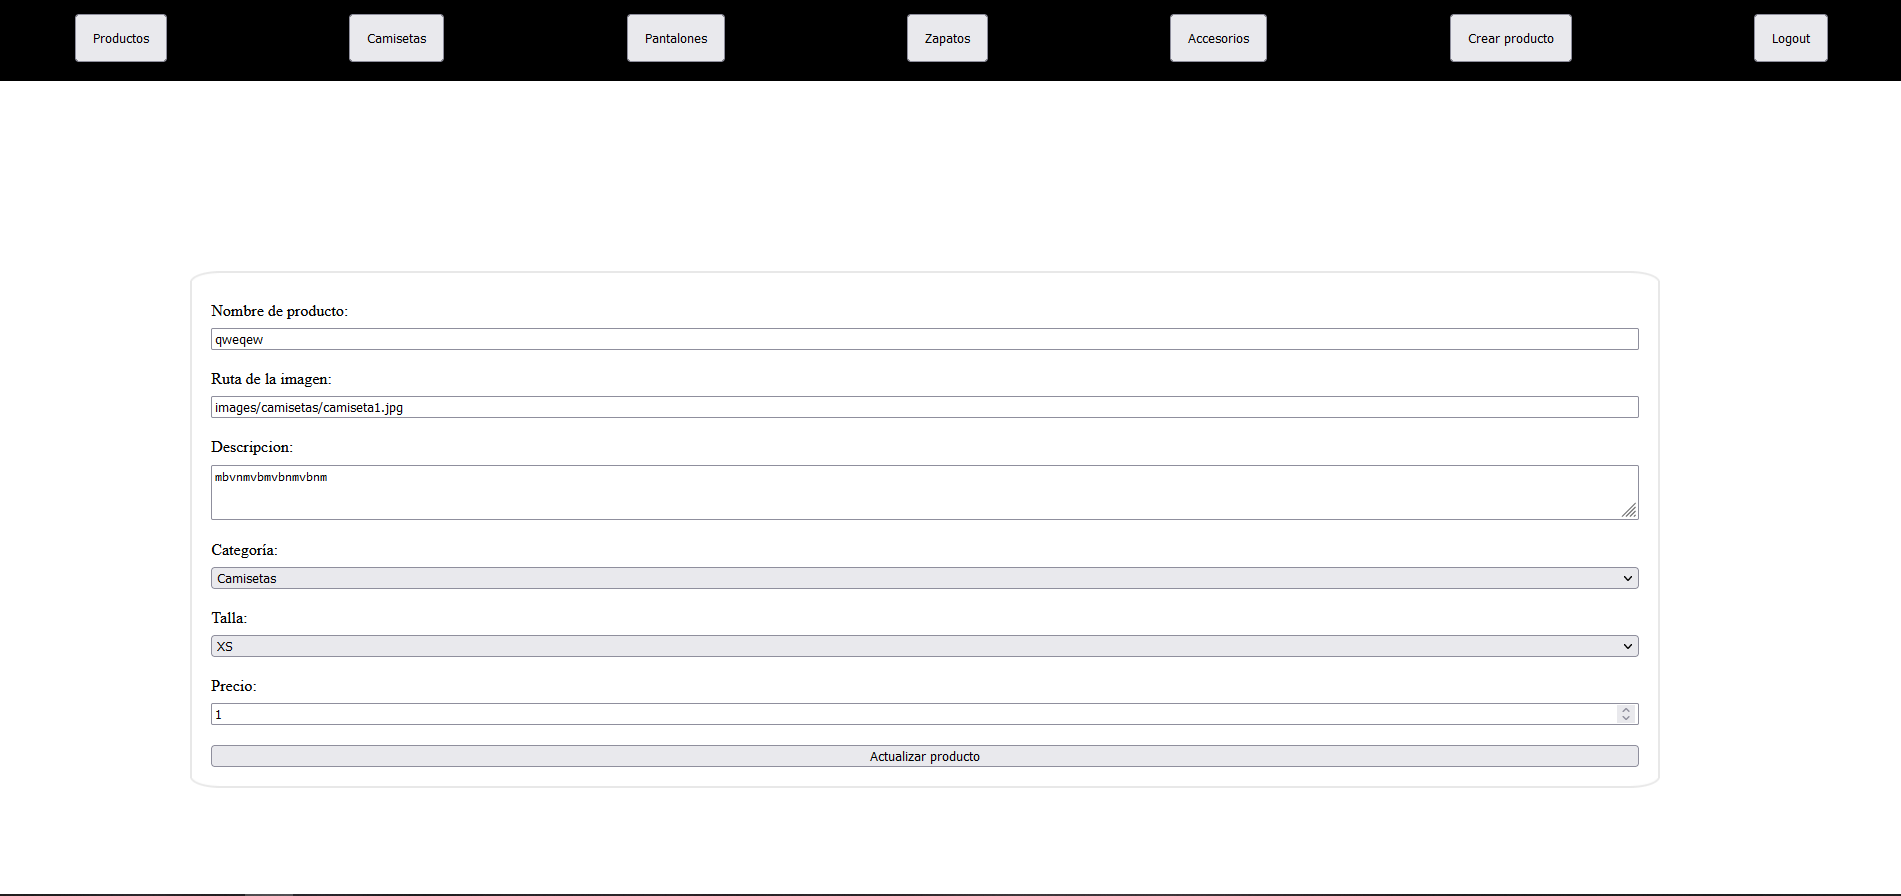 Productos Camisetas Pantalones Zapatos Accesorios Crear producto Logout
Nombre de producto:
qweqew
Ruta de la imagen:
images/camisetas/camiseta1.jpg
Descripcion:
mbvnmvbmvbnmvbnm
Categoría:
Camisetas
Talla:
XS
Precio:
1
Actualizar producto